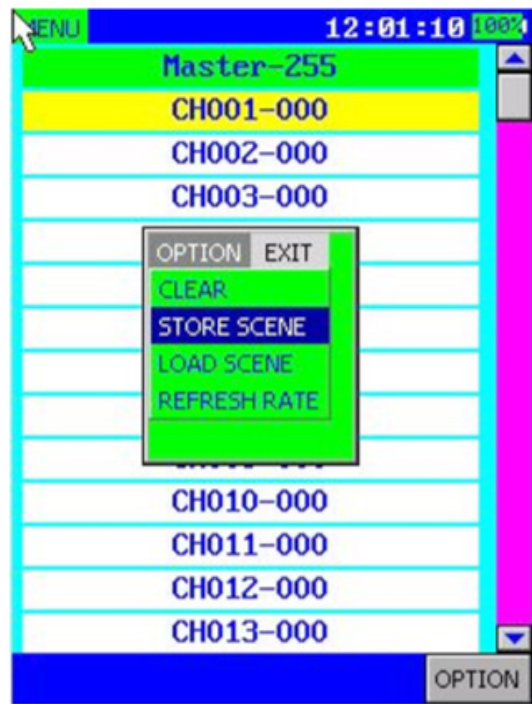 MENU 12:01:10 100%
Master-255
CH001-000
CH002-000
CH003-000
OPTION EXIT
CLEAR
STORE SCENE
LOAD SCENE
REFRESH RATE
CH010-000
CH011-000
CH012-000
CH013-000
OPTION